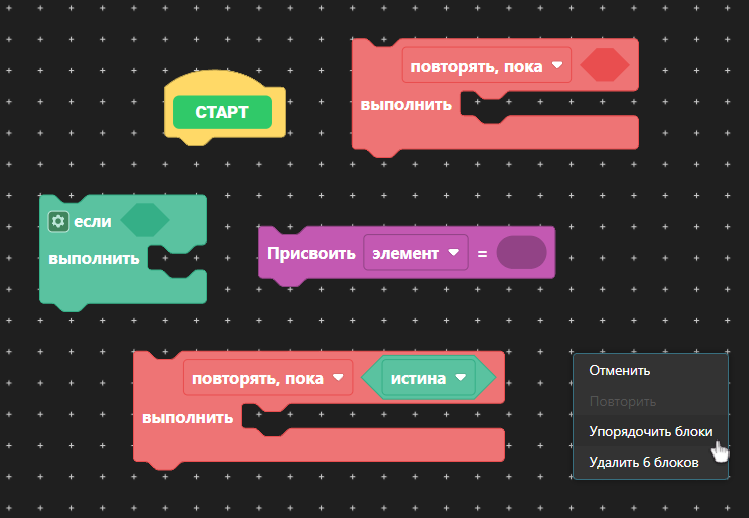 повторять, пока
выполнить
СТАРТ
если
выполнить
Присвоить элемент =
повторять, пока истина
выполнить
Отменить
Повторить
Упорядочить блоки
Удалить 6 блоков